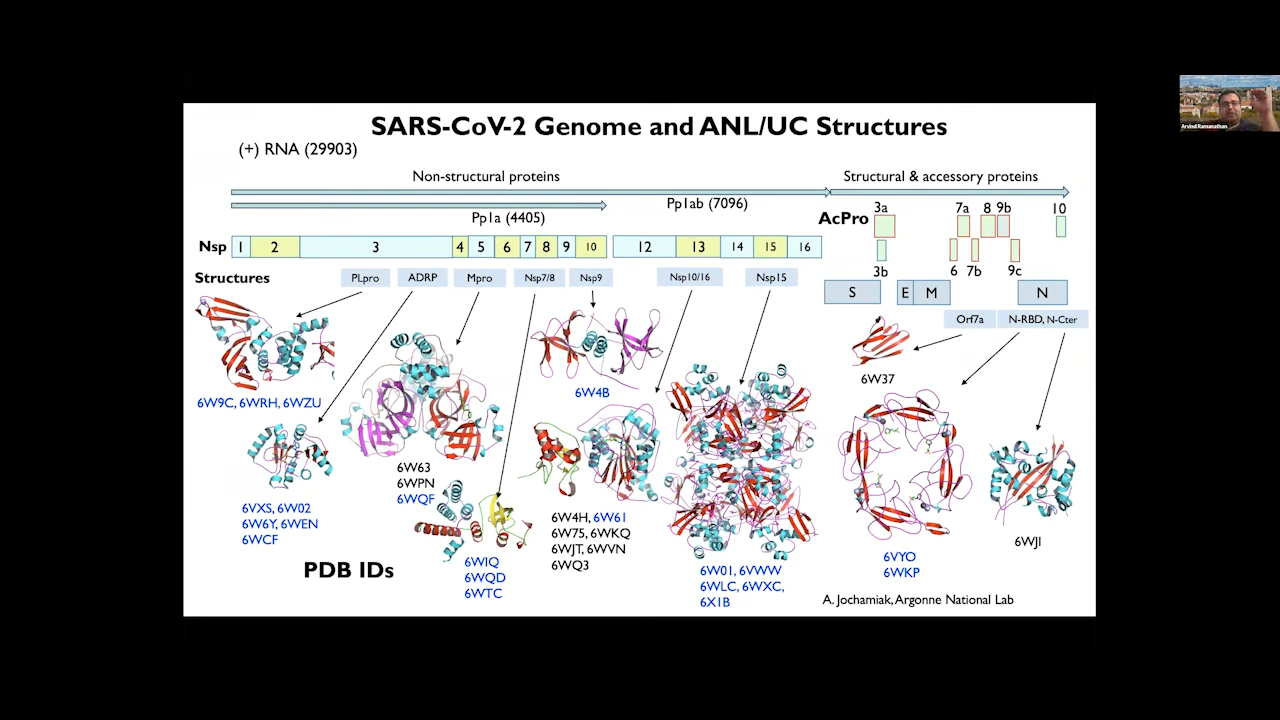 SARS-CoV-2 Genome and ANL/UC Structures
(+) RNA (29903)
Non-structural proteins
Structural & accessory proteins
Pp1a (4405)
Pp1ab (7096)
AcPro
3a
7a
8
9b
10
3b
6
7b
9c
Nsp
1
2
3
4
5
6
7
8
9
10
12
13
14
15
16
S
E
M
N
Structures
PLpro
ADRP
Mpro
Nsp7/8
Nsp9
Nsp10/16
Nsp15
Orf7a
N-RBD, N-Cter
6W9C, 6WRH, 6WZU
6VXS, 6W02
6W6Y, 6WEN
6WCF
6W63
6WPN
6WQF
6WIQ
6WQD
6WTC
6W4B
6W4H, 6W61
6W75, 6WKQ
6WJT, 6WVN
6WQ3
6W01, 6VWW
6WLC, 6WXC,
6X1B
6W37
6VYO
6WKP
6WJI
PDB IDs
A. Jochamiak, Argonne National Lab
Arvind Ramanathan